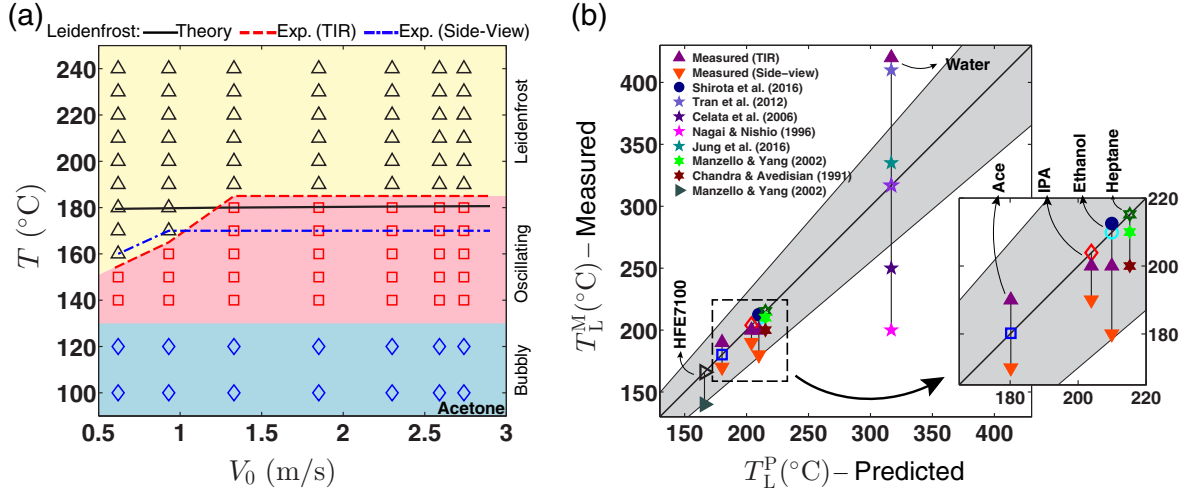 (a)
Leidenfrost: Theory Exp. (TIR) Exp. (Side-View)
240
220
200
180
160
140
120
100
T (°C)
Leidenfrost
Oscillating
Bubbly
Acetone
0.5 1 1.5 2 2.5 3
V0 (m/s)
(b)
Measured (TIR)
Measured (Side-view)
Shirota et al. (2016)
Tran et al. (2012)
Celata et al. (2006)
Nagai & Nishio (1996)
Jung et al. (2016)
Manzello & Yang (2002)
Chandra & Avedisian (1991)
Manzello & Yang (2002)
Water
400
350
300
250
200
150
T_L^M(°C)– Measured
HFE7100
Ace
IPA
Ethanol
Heptane
220
200
180
200 210 220
150 200 250 300 350 400
T_L^P(°C)– Predicted